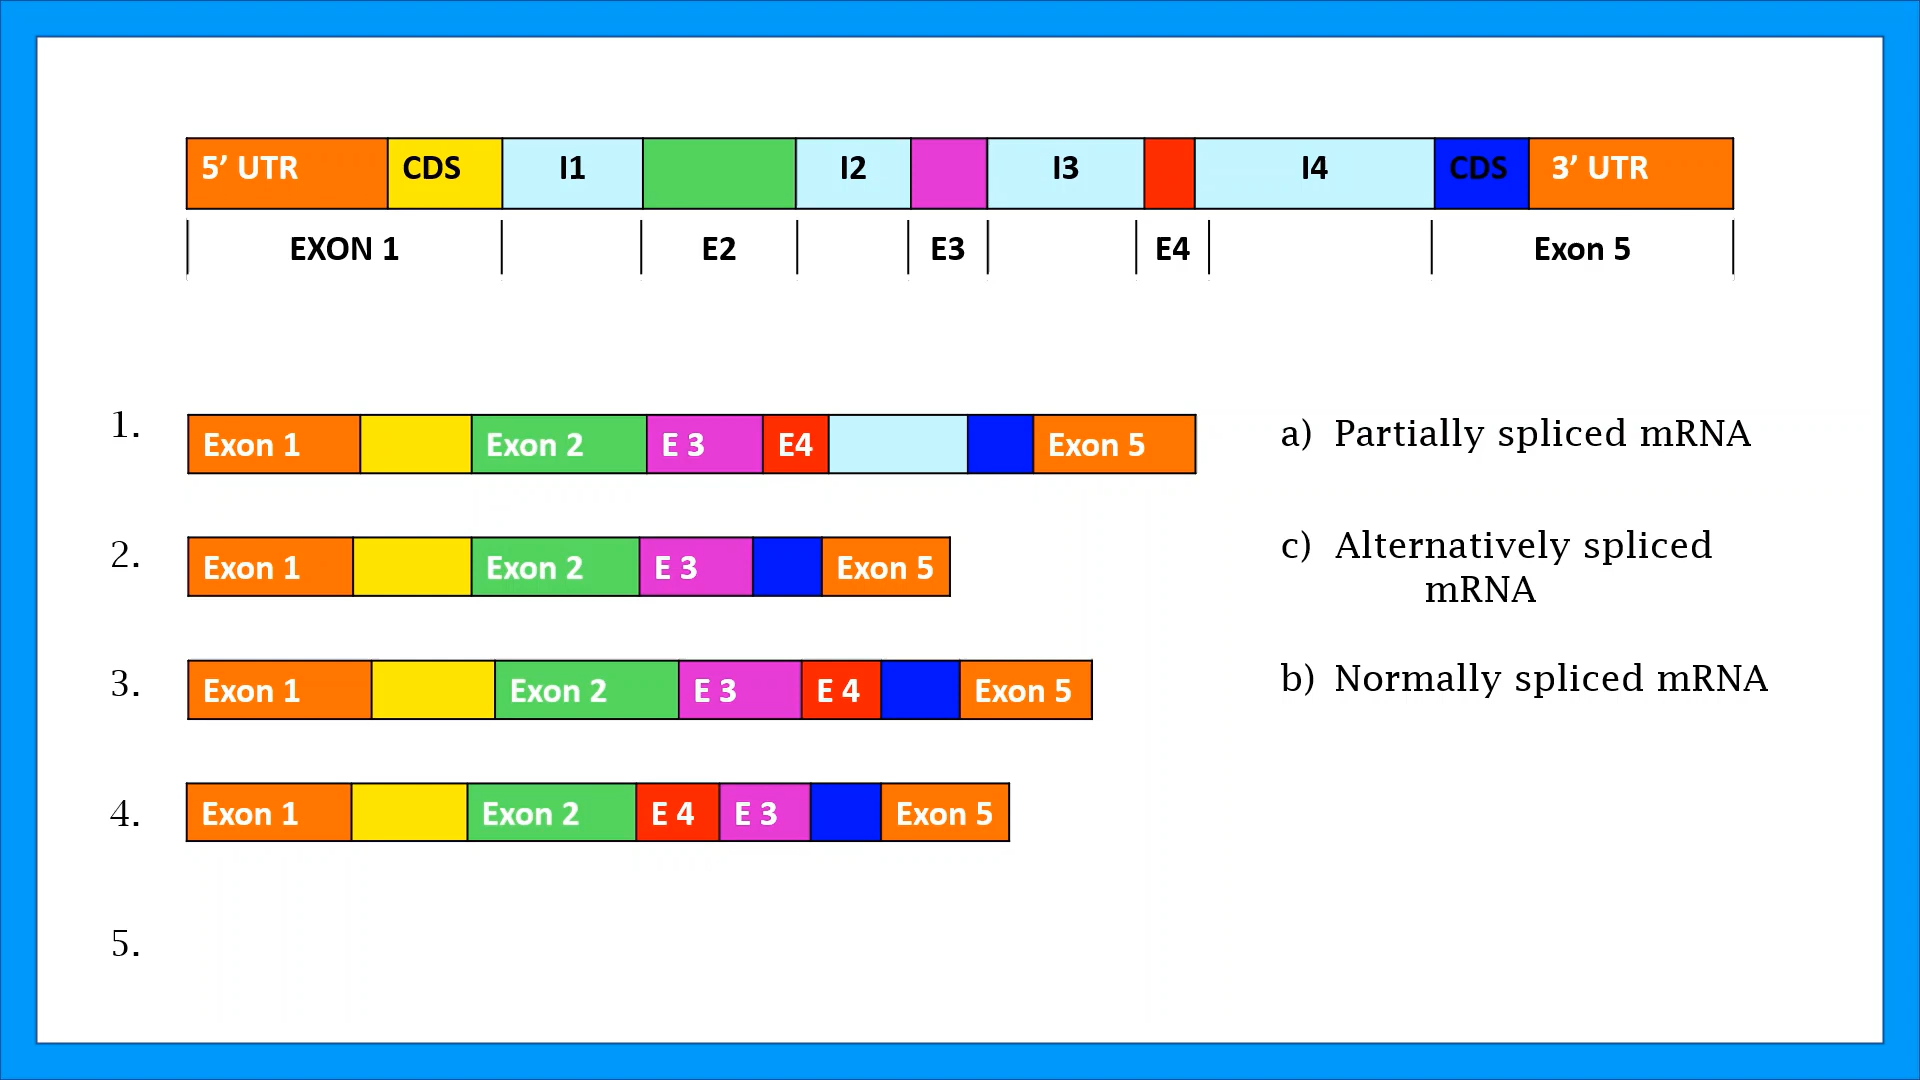 5’ UTR CDS I1 I2 I3 I4 CDS 3’ UTR
EXON 1 E2 E3 E4 Exon 5
1. Exon 1 Exon 2 E 3 E4 Exon 5 a) Partially spliced mRNA
2. Exon 1 Exon 2 E 3 Exon 5 c) Alternatively spliced
mRNA
3. Exon 1 Exon 2 E 3 E 4 Exon 5 b) Normally spliced mRNA
4. Exon 1 Exon 2 E 4 E 3 Exon 5
5.